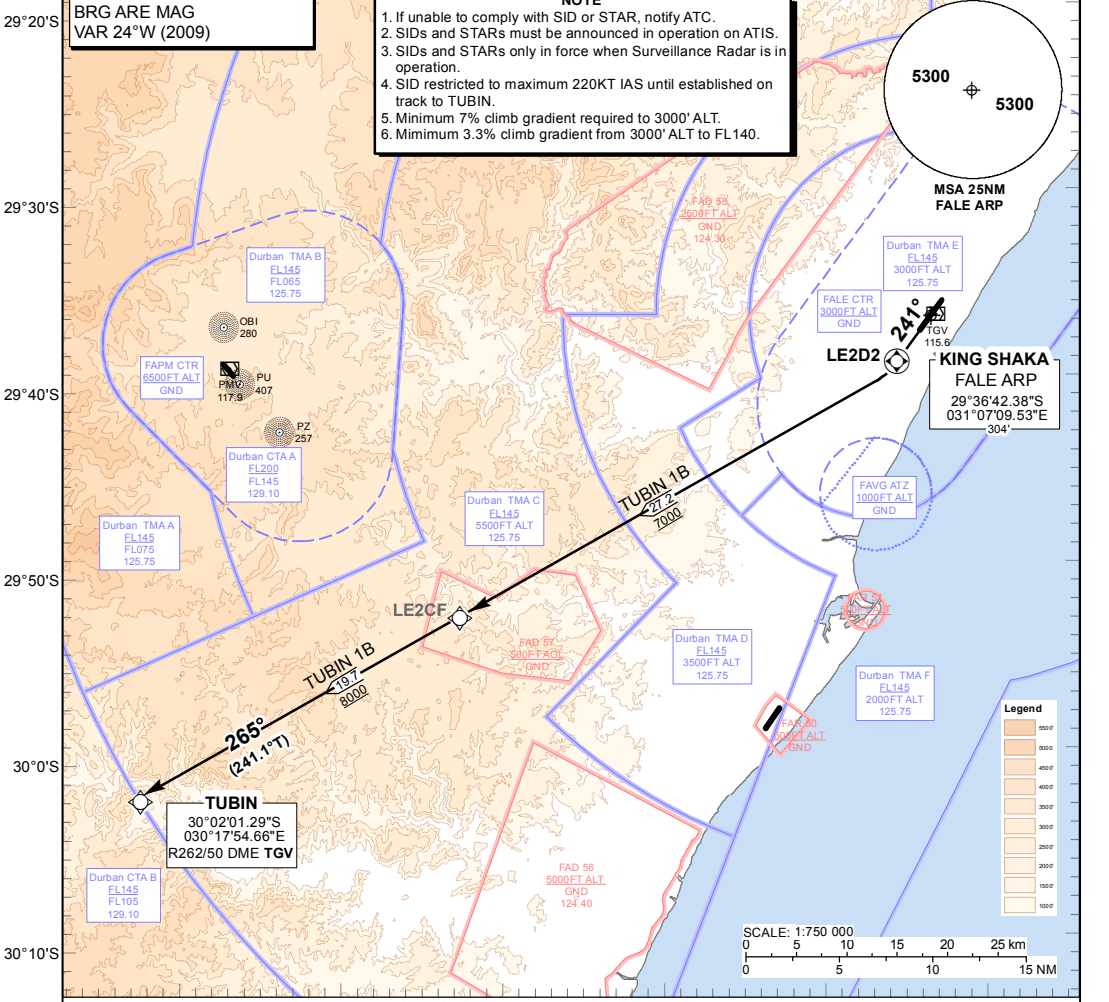 BRG ARE MAG
VAR 24°W (2009)
NOTE
1. If unable to comply with SID or STAR, notify ATC.
2. SIDs and STARs must be announced in operation on ATIS.
3. SIDs and STARs only in force when Surveillance Radar is in
operation.
4. SID restricted to maximum 220KT IAS until established on
track to TUBIN.
5. Minimum 7% climb gradient required to 3000' ALT.
6. Mimimum 3.3% climb gradient from 3000' ALT to FL140.
5300
5300
MSA 25NM
FALE ARP
29°20'S
29°30'S
29°40'S
29°50'S
30°00'S
30°10'S
FAD 58
2500FT ALT
GND
124.30
Durban TMA B
FL145
FL065
125.75
Durban TMA E
FL145
3000FT ALT
125.75
FALE CTR
3000FT ALT
GND
241°
TGV
115.6
LE2D2
KING SHAKA
FALE ARP
29°36'42.38"S
031°07'09.53"E
304'
OBI
280
FAPM CTR
6500FT ALT
GND
PMV
117.9
PU
407
PZ
257
Durban CTA A
FL200
FL145
129.10
Durban TMA A
FL145
FL075
125.75
Durban TMA C
FL145
5500FT ALT
125.75
TUBIN 1B
27.2
7000
FAVG ATZ
1000FT ALT
GND
LE2CF
FAD 57
500FT AGL
GND
GND
TUBIN 1B
19.7
8000
Durban TMA D
FL145
3500FT ALT
125.75
Durban TMA F
FL145
2000FT ALT
125.75
265°
(241.1°T)
TUBIN
30°02'01.29"S
030°17'54.66"E
R262/50 DME TGV
GND
Durban CTA B
FL145
FL105
129.10
FAD 56
5000FT ALT
GND
124.40
Legend
5500'
5000
4500'
4000'
3500'
3000'
2500'
2000'
1500'
1000'
SCALE: 1:750 000
0 5 10 15 20 25 km
0 5 10 15 NM